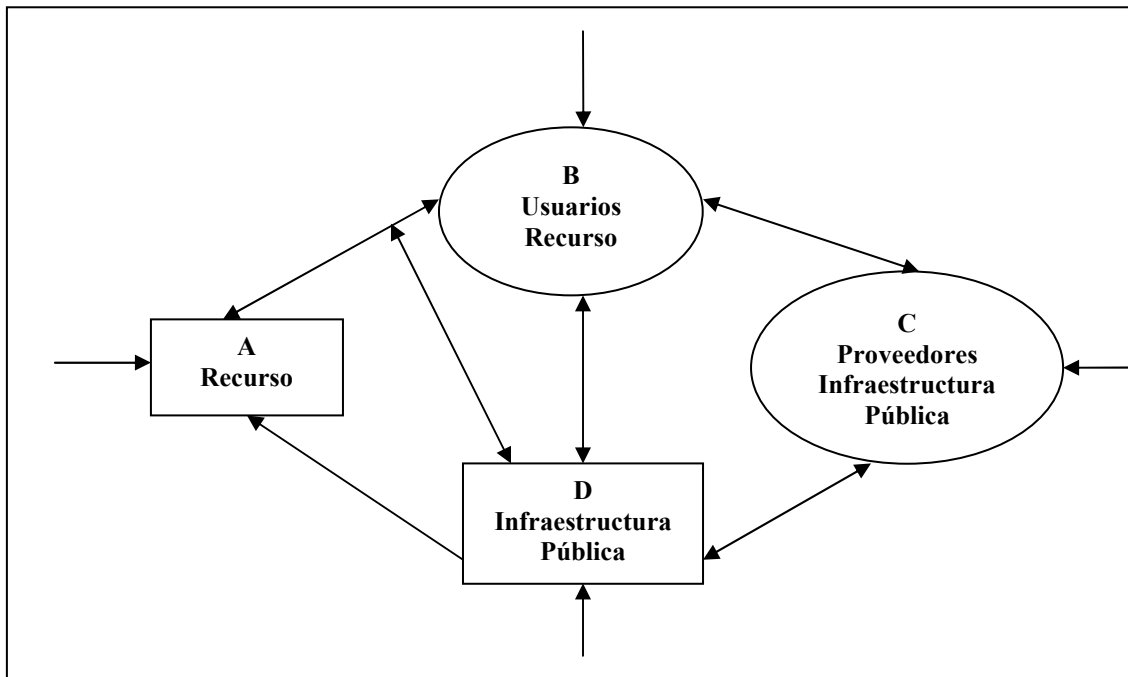 B
Usuarios
Recurso
A
Recurso
C
Proveedores
Infraestructura
Pública
D
Infraestructura
Pública